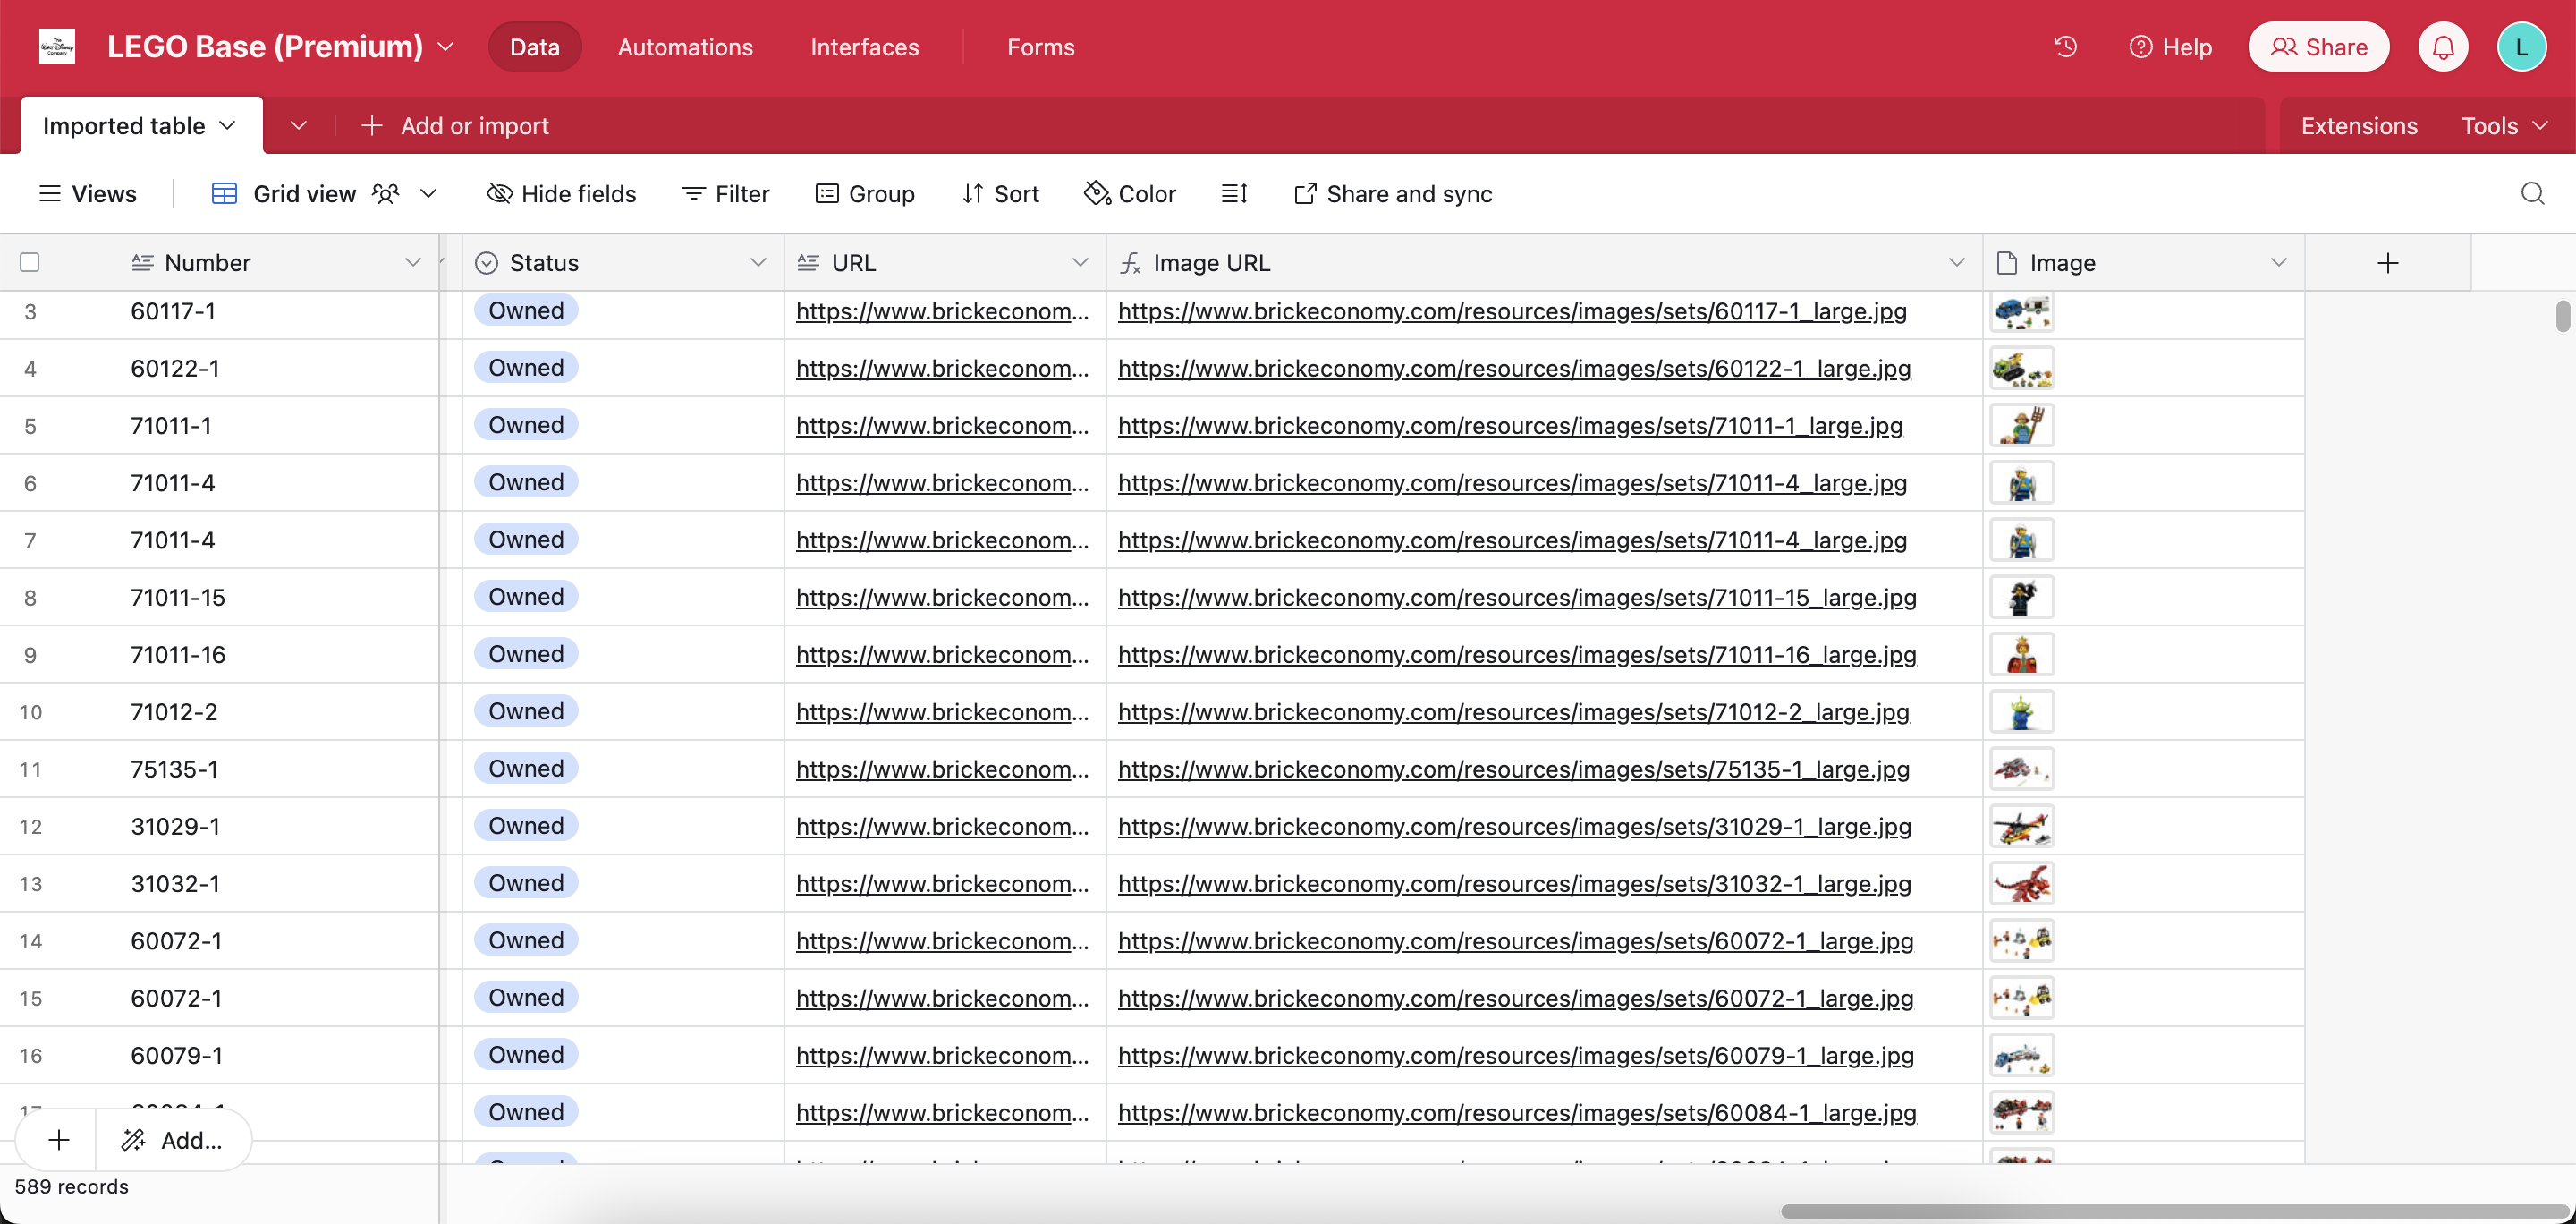 The Walt Disney Company
LEGO Base (Premium) Data Automations Interfaces Forms Help Share L
Imported table Add or import Extensions Tools
Views Grid view Hide fields Filter Group Sort Color Share and sync
Number Status URL Image URL Image
3 60117-1 Owned https://www.brickeconom... https://www.brickeconomy.com/resources/images/sets/60117-1_large.jpg
4 60122-1 Owned https://www.brickeconom... https://www.brickeconomy.com/resources/images/sets/60122-1_large.jpg
5 71011-1 Owned https://www.brickeconom... https://www.brickeconomy.com/resources/images/sets/71011-1_large.jpg
6 71011-4 Owned https://www.brickeconom... https://www.brickeconomy.com/resources/images/sets/71011-4_large.jpg
7 71011-4 Owned https://www.brickeconom... https://www.brickeconomy.com/resources/images/sets/71011-4_large.jpg
8 71011-15 Owned https://www.brickeconom... https://www.brickeconomy.com/resources/images/sets/71011-15_large.jpg
9 71011-16 Owned https://www.brickeconom... https://www.brickeconomy.com/resources/images/sets/71011-16_large.jpg
10 71012-2 Owned https://www.brickeconom... https://www.brickeconomy.com/resources/images/sets/71012-2_large.jpg
11 75135-1 Owned https://www.brickeconom... https://www.brickeconomy.com/resources/images/sets/75135-1_large.jpg
12 31029-1 Owned https://www.brickeconom... https://www.brickeconomy.com/resources/images/sets/31029-1_large.jpg
13 31032-1 Owned https://www.brickeconom... https://www.brickeconomy.com/resources/images/sets/31032-1_large.jpg
14 60072-1 Owned https://www.brickeconom... https://www.brickeconomy.com/resources/images/sets/60072-1_large.jpg
15 60072-1 Owned https://www.brickeconom... https://www.brickeconomy.com/resources/images/sets/60072-1_large.jpg
16 60079-1 Owned https://www.brickeconom... https://www.brickeconomy.com/resources/images/sets/60079-1_large.jpg
Owned https://www.brickeconom... https://www.brickeconomy.com/resources/images/sets/60084-1_large.jpg
Add...
589 records